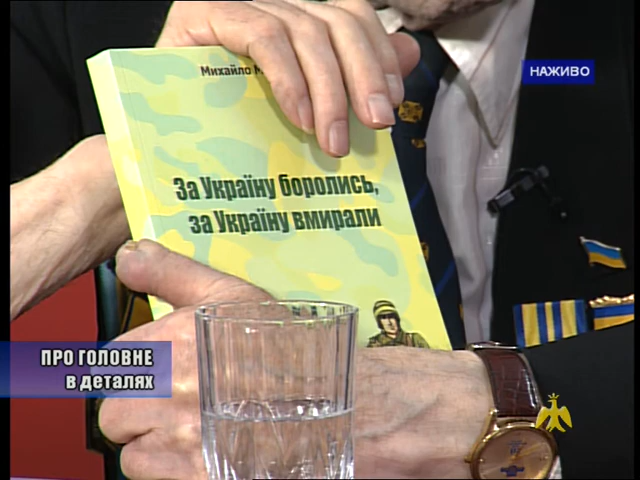 Михайло
НАЖИВО
За Україну боролись,
за Україну вмирали
ПРО ГОЛОВНЕ
в деталях